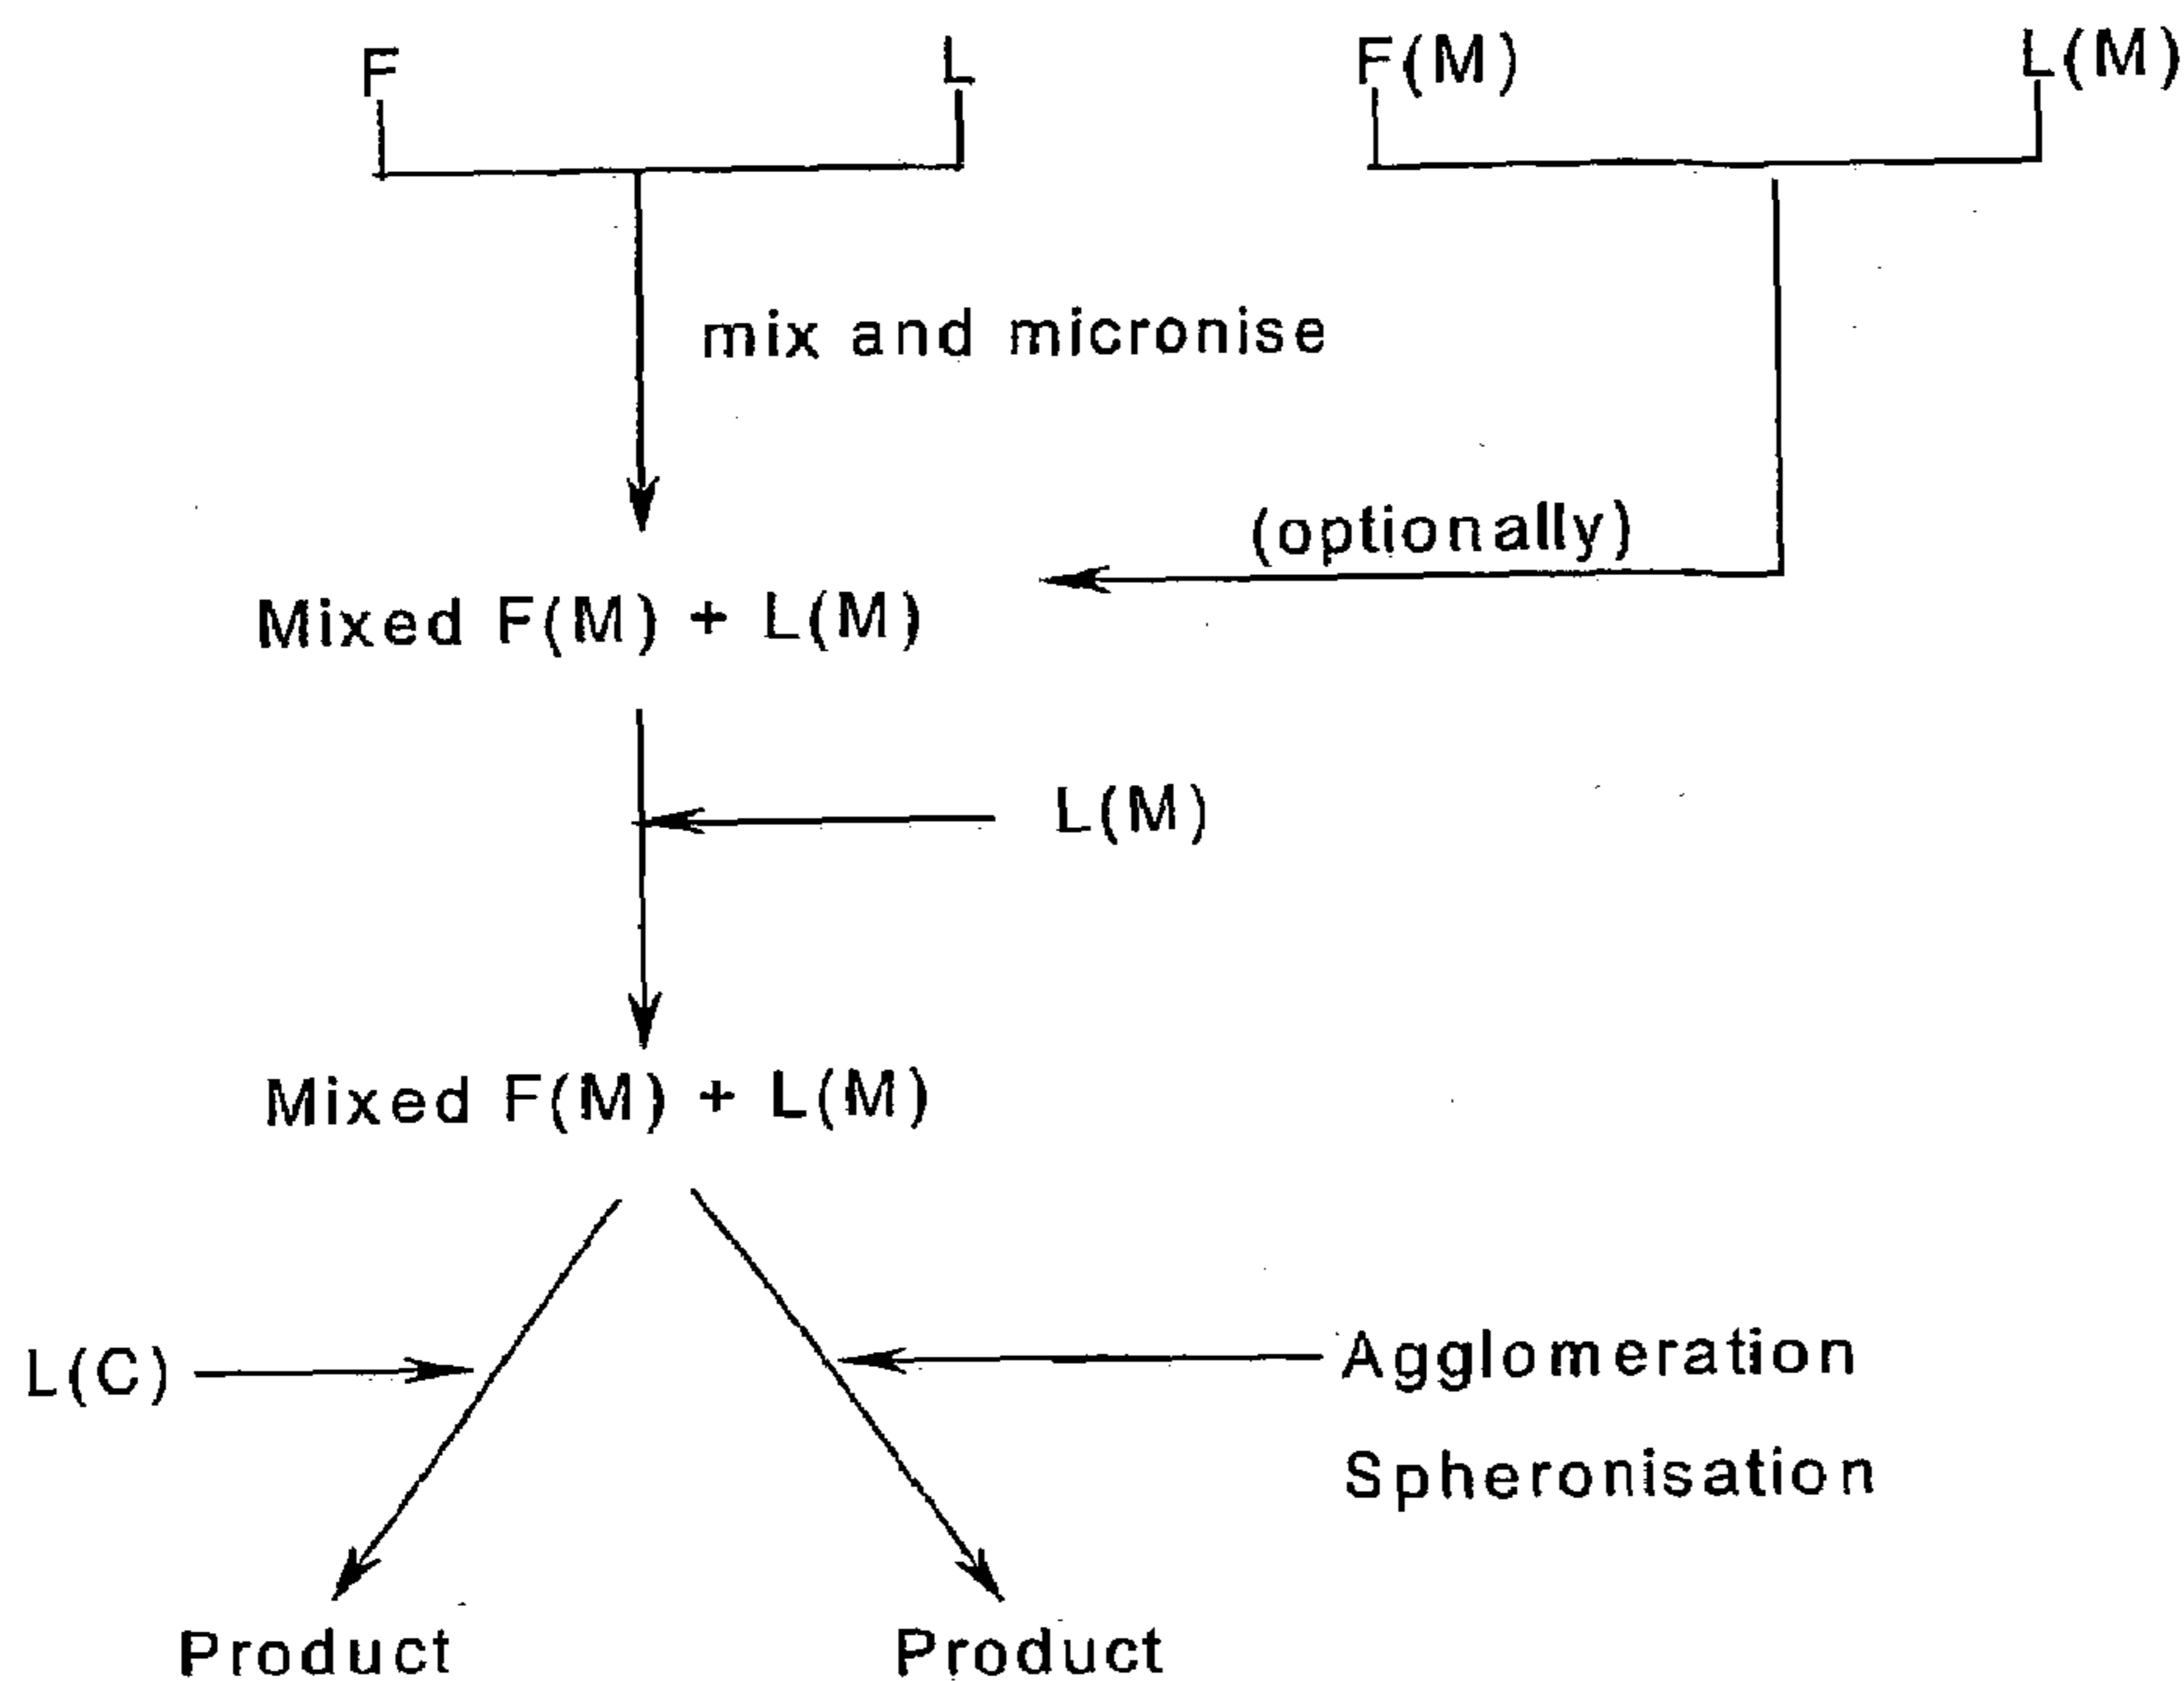 F L F(M) L(M)
mix and micronise
(optionally)
Mixed F(M) + L(M)
L(M)
Mixed F(M) + L(M)
L(C)
Agglomeration
Spheronisation
Product Product